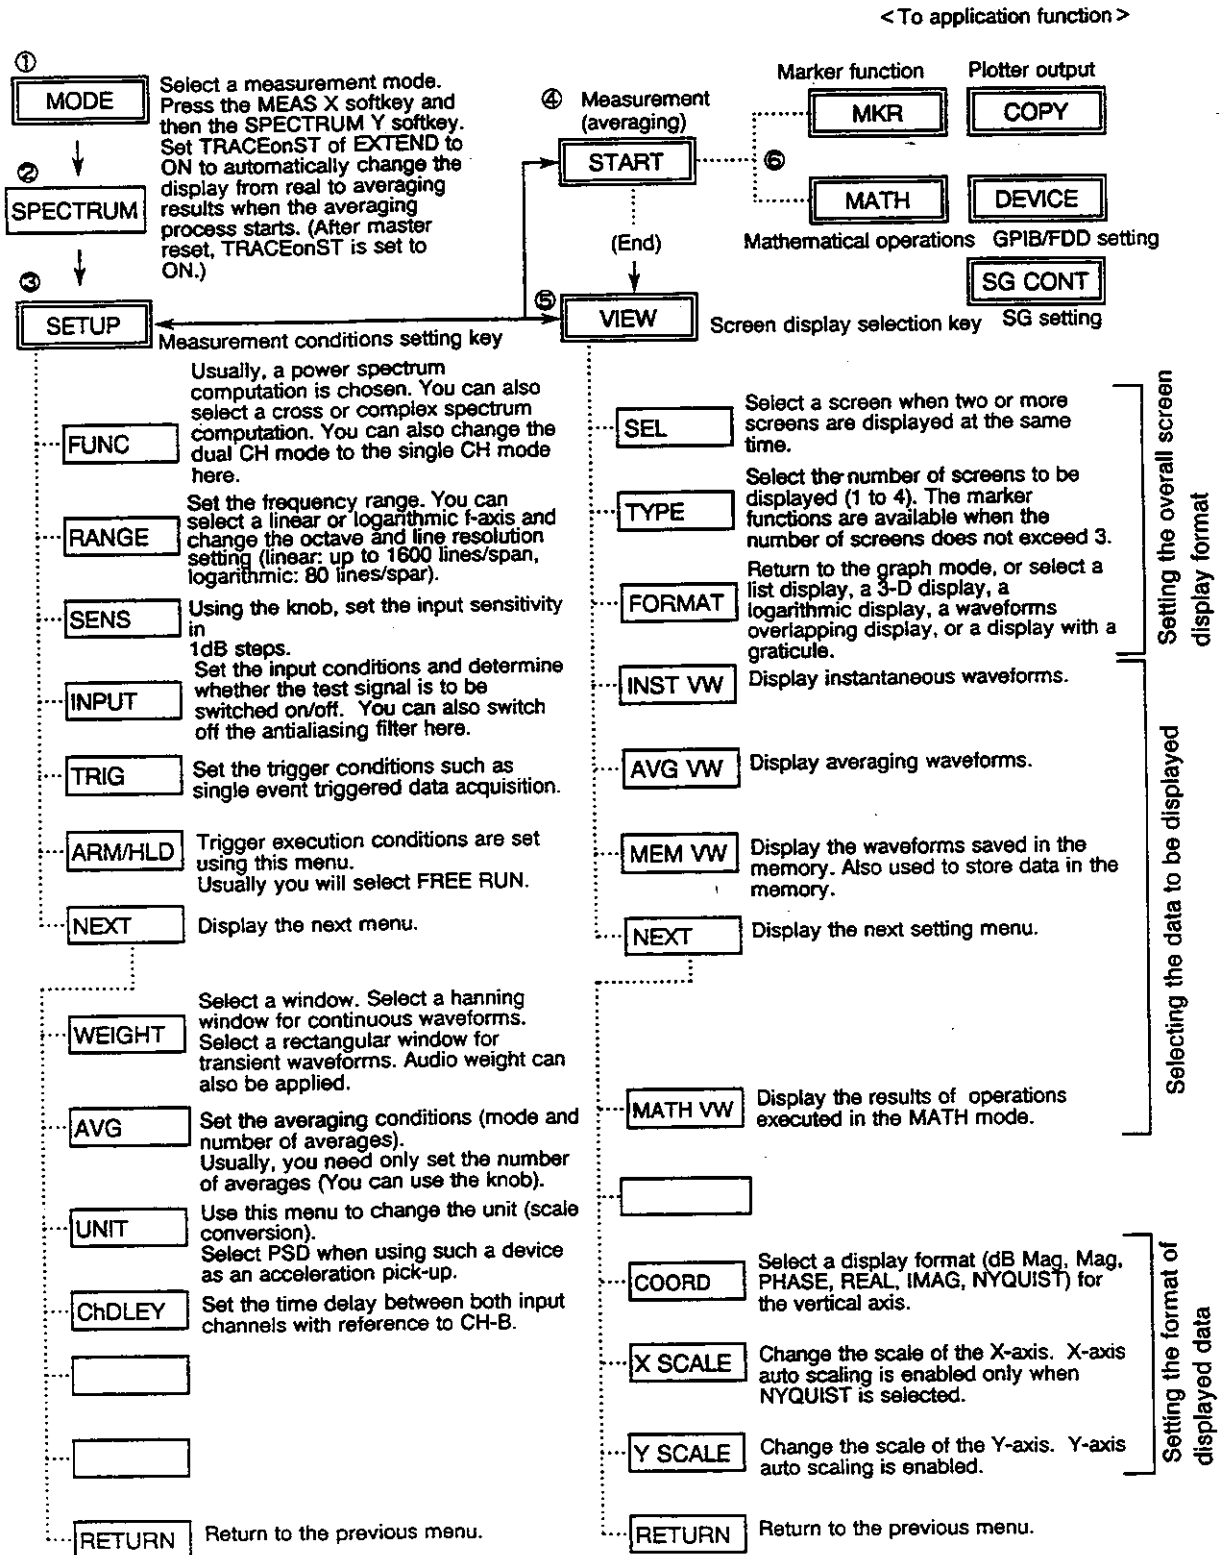 <To application function>
①
MODE
Select a measurement mode.
Press the MEAS X softkey and
then the SPECTRUM Y softkey.
Set TRACEonST of EXTEND to
ON to automatically change the
display from real to averaging
results when the averaging
process starts. (After master
reset, TRACEonST is set to
ON.)
②
SPECTRUM
③
SETUP
Measurement conditions setting key
④ Measurement
(averaging)
START
(End)
⑤
VIEW
Screen display selection key
⑥
Marker function
MKR
Plotter output
COPY
MATH
Mathematical operations
DEVICE
GPIB/FDD setting
SG CONT
SG setting
FUNC
Usually, a power spectrum
computation is chosen. You can also
select a cross or complex spectrum
computation. You can also change the
dual CH mode to the single CH mode
here.
RANGE
Set the frequency range. You can
select a linear or logarithmic f-axis and
change the octave and line resolution
setting (linear: up to 1600 lines/span,
logarithmic: 80 lines/spar).
SENS
Using the knob, set the input sensitivity
in
1dB steps.
INPUT
Set the input conditions and determine
whether the test signal is to be
switched on/off. You can also switch
off the antialiasing filter here.
TRIG
Set the trigger conditions such as
single event triggered data acquisition.
ARM/HLD
Trigger execution conditions are set
using this menu.
Usually you will select FREE RUN.
NEXT
Display the next menu.
WEIGHT
Select a window. Select a hanning
window for continuous waveforms.
Select a rectangular window for
transient waveforms. Audio weight can
also be applied.
AVG
Set the averaging conditions (mode and
number of averages).
Usually, you need only set the number
of averages (You can use the knob).
UNIT
Use this menu to change the unit (scale
conversion).
Select PSD when using such a device
as an acceleration pick-up.
ChDLEY
Set the time delay between both input
channels with reference to CH-B.
RETURN
Return to the previous menu.
SEL
Select a screen when two or more
screens are displayed at the same
time.
TYPE
Select the number of screens to be
displayed (1 to 4). The marker
functions are available when the
number of screens does not exceed 3.
FORMAT
Return to the graph mode, or select a
list display, a 3-D display, a
logarithmic display, a waveforms
overlapping display, or a display with a
graticule.
Setting the overall screen
display format
INST VW
Display instantaneous waveforms.
AVG VW
Display averaging waveforms.
MEM VW
Display the waveforms saved in the
memory. Also used to store data in the
memory.
NEXT
Display the next setting menu.
MATH VW
Display the results of operations
executed in the MATH mode.
Selecting the data to be displayed
COORD
Select a display format (dB Mag, Mag,
PHASE, REAL, IMAG, NYQUIST) for
the vertical axis.
X SCALE
Change the scale of the X-axis. X-axis
auto scaling is enabled only when
NYQUIST is selected.
Y SCALE
Change the scale of the Y-axis. Y-axis
auto scaling is enabled.
Setting the format of
displayed data
RETURN
Return to the previous menu.